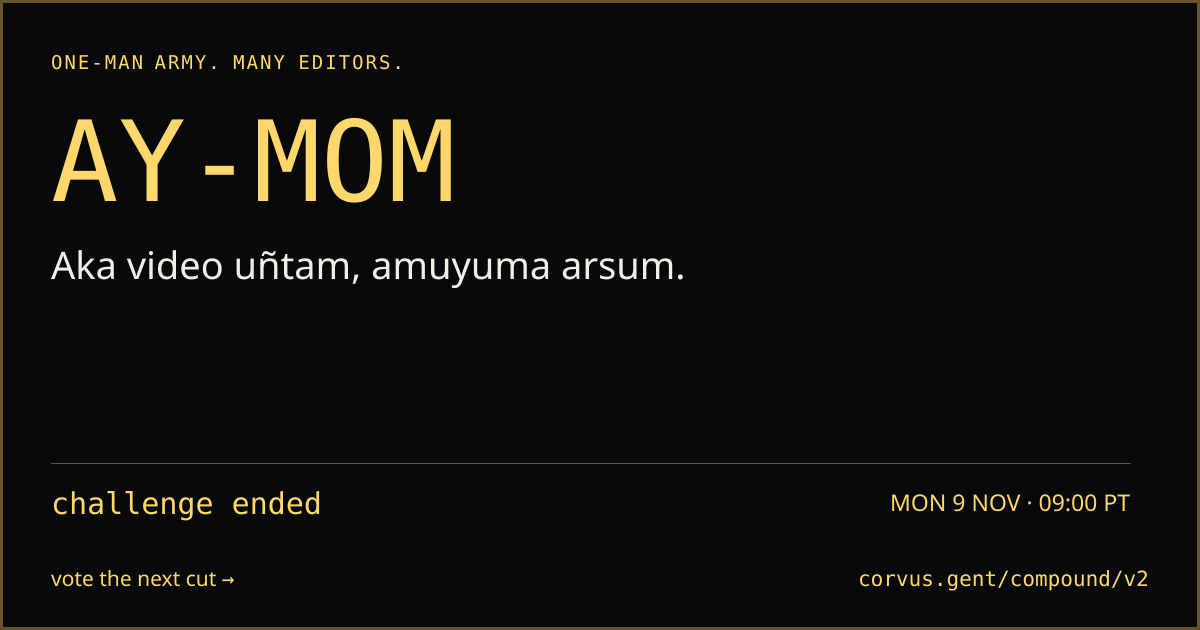 ONE-MAN ARMY. MANY EDITORS.
AY-MOM
Aka video uñtam, amuyuma arsum.
challenge ended
MON 9 NOV · 09:00 PT
vote the next cut →
corvus.gent/compound/v2